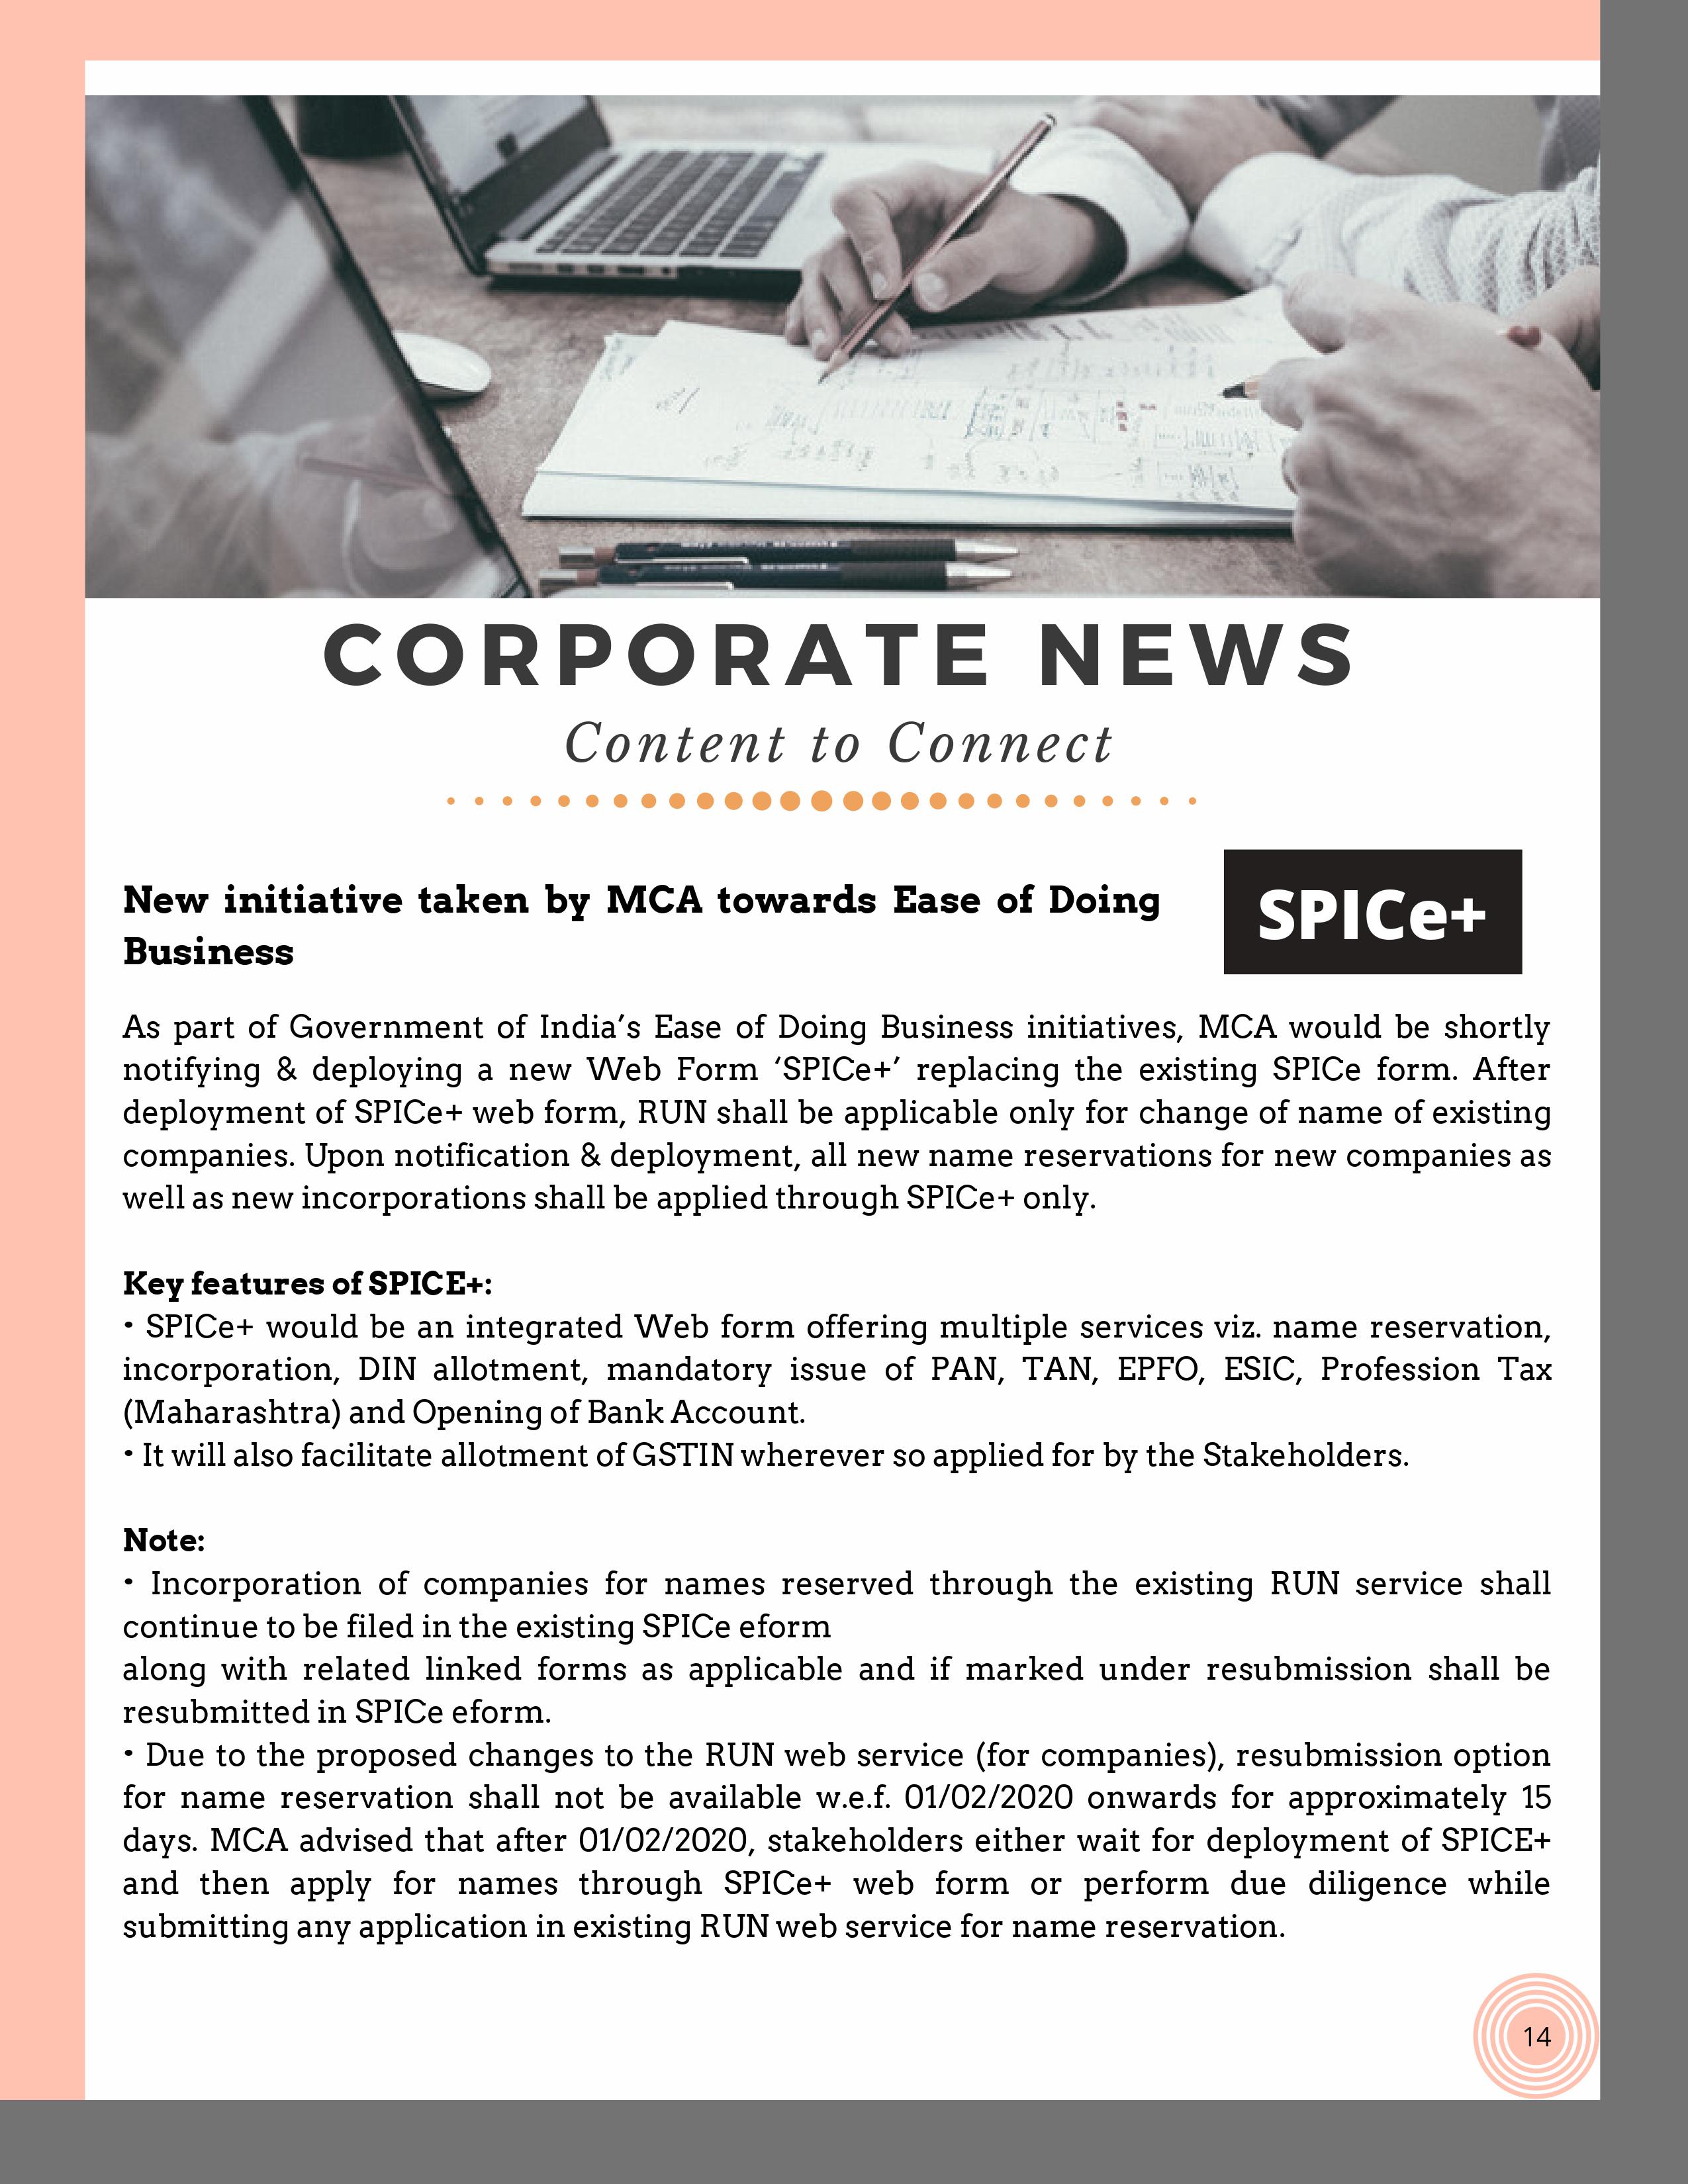 CORPORATE NEWS
Content to Connect
New initiative taken by MCA towards Ease of Doing
Business
SPICe+
As part of Government of India’s Ease of Doing Business initiatives, MCA would be shortly
notifying & deploying a new Web Form ‘SPICe+’ replacing the existing SPICe form. After
deployment of SPICe+ web form, RUN shall be applicable only for change of name of existing
companies. Upon notification & deployment, all new name reservations for new companies as
well as new incorporations shall be applied through SPICe+ only.
Key features of SPICE+:
• SPICe+ would be an integrated Web form offering multiple services viz. name reservation,
incorporation, DIN allotment, mandatory issue of PAN, TAN, EPFO, ESIC, Profession Tax
(Maharashtra) and Opening of Bank Account.
• It will also facilitate allotment of GSTIN wherever so applied for by the Stakeholders.
Note:
• Incorporation of companies for names reserved through the existing RUN service shall
continue to be filed in the existing SPICe eform
along with related linked forms as applicable and if marked under resubmission shall be
resubmitted in SPICe eform.
• Due to the proposed changes to the RUN web service (for companies), resubmission option
for name reservation shall not be available w.e.f. 01/02/2020 onwards for approximately 15
days. MCA advised that after 01/02/2020, stakeholders either wait for deployment of SPICE+
and then apply for names through SPICe+ web form or perform due diligence while
submitting any application in existing RUN web service for name reservation.
14